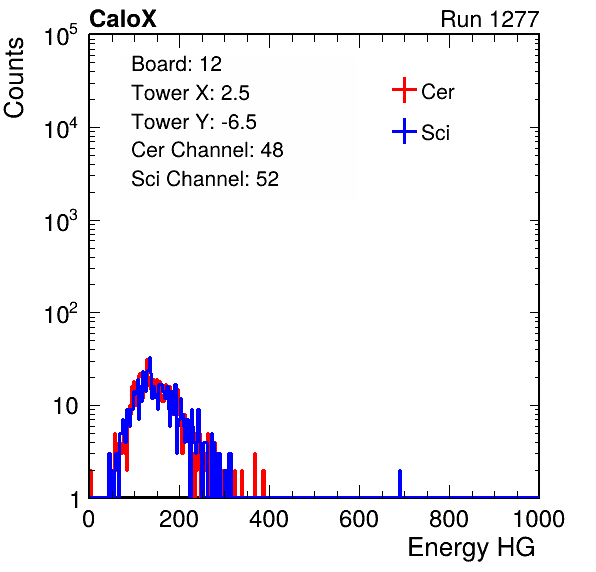 CaloX Run 1277
Counts
10^5
10^4
10^3
10^2
10
1
Board: 12
Tower X: 2.5
Tower Y: -6.5
Cer Channel: 48
Sci Channel: 52
Cer
Sci
0 200 400 600 800 1000
Energy HG